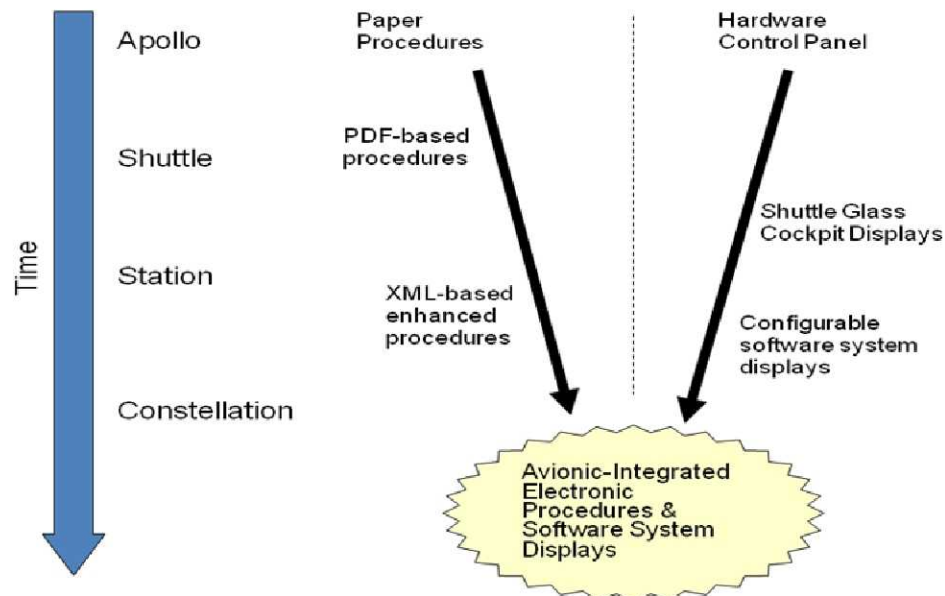 Time
Apollo
Shuttle
Station
Constellation
Paper
Procedures
PDF-based
procedures
XML-based
enhanced
procedures
Hardware
Control Panel
Shuttle Glass
Cockpit Displays
Configurable
software system
displays
Avionic-Integrated
Electronic
Procedures &
Software System
Displays